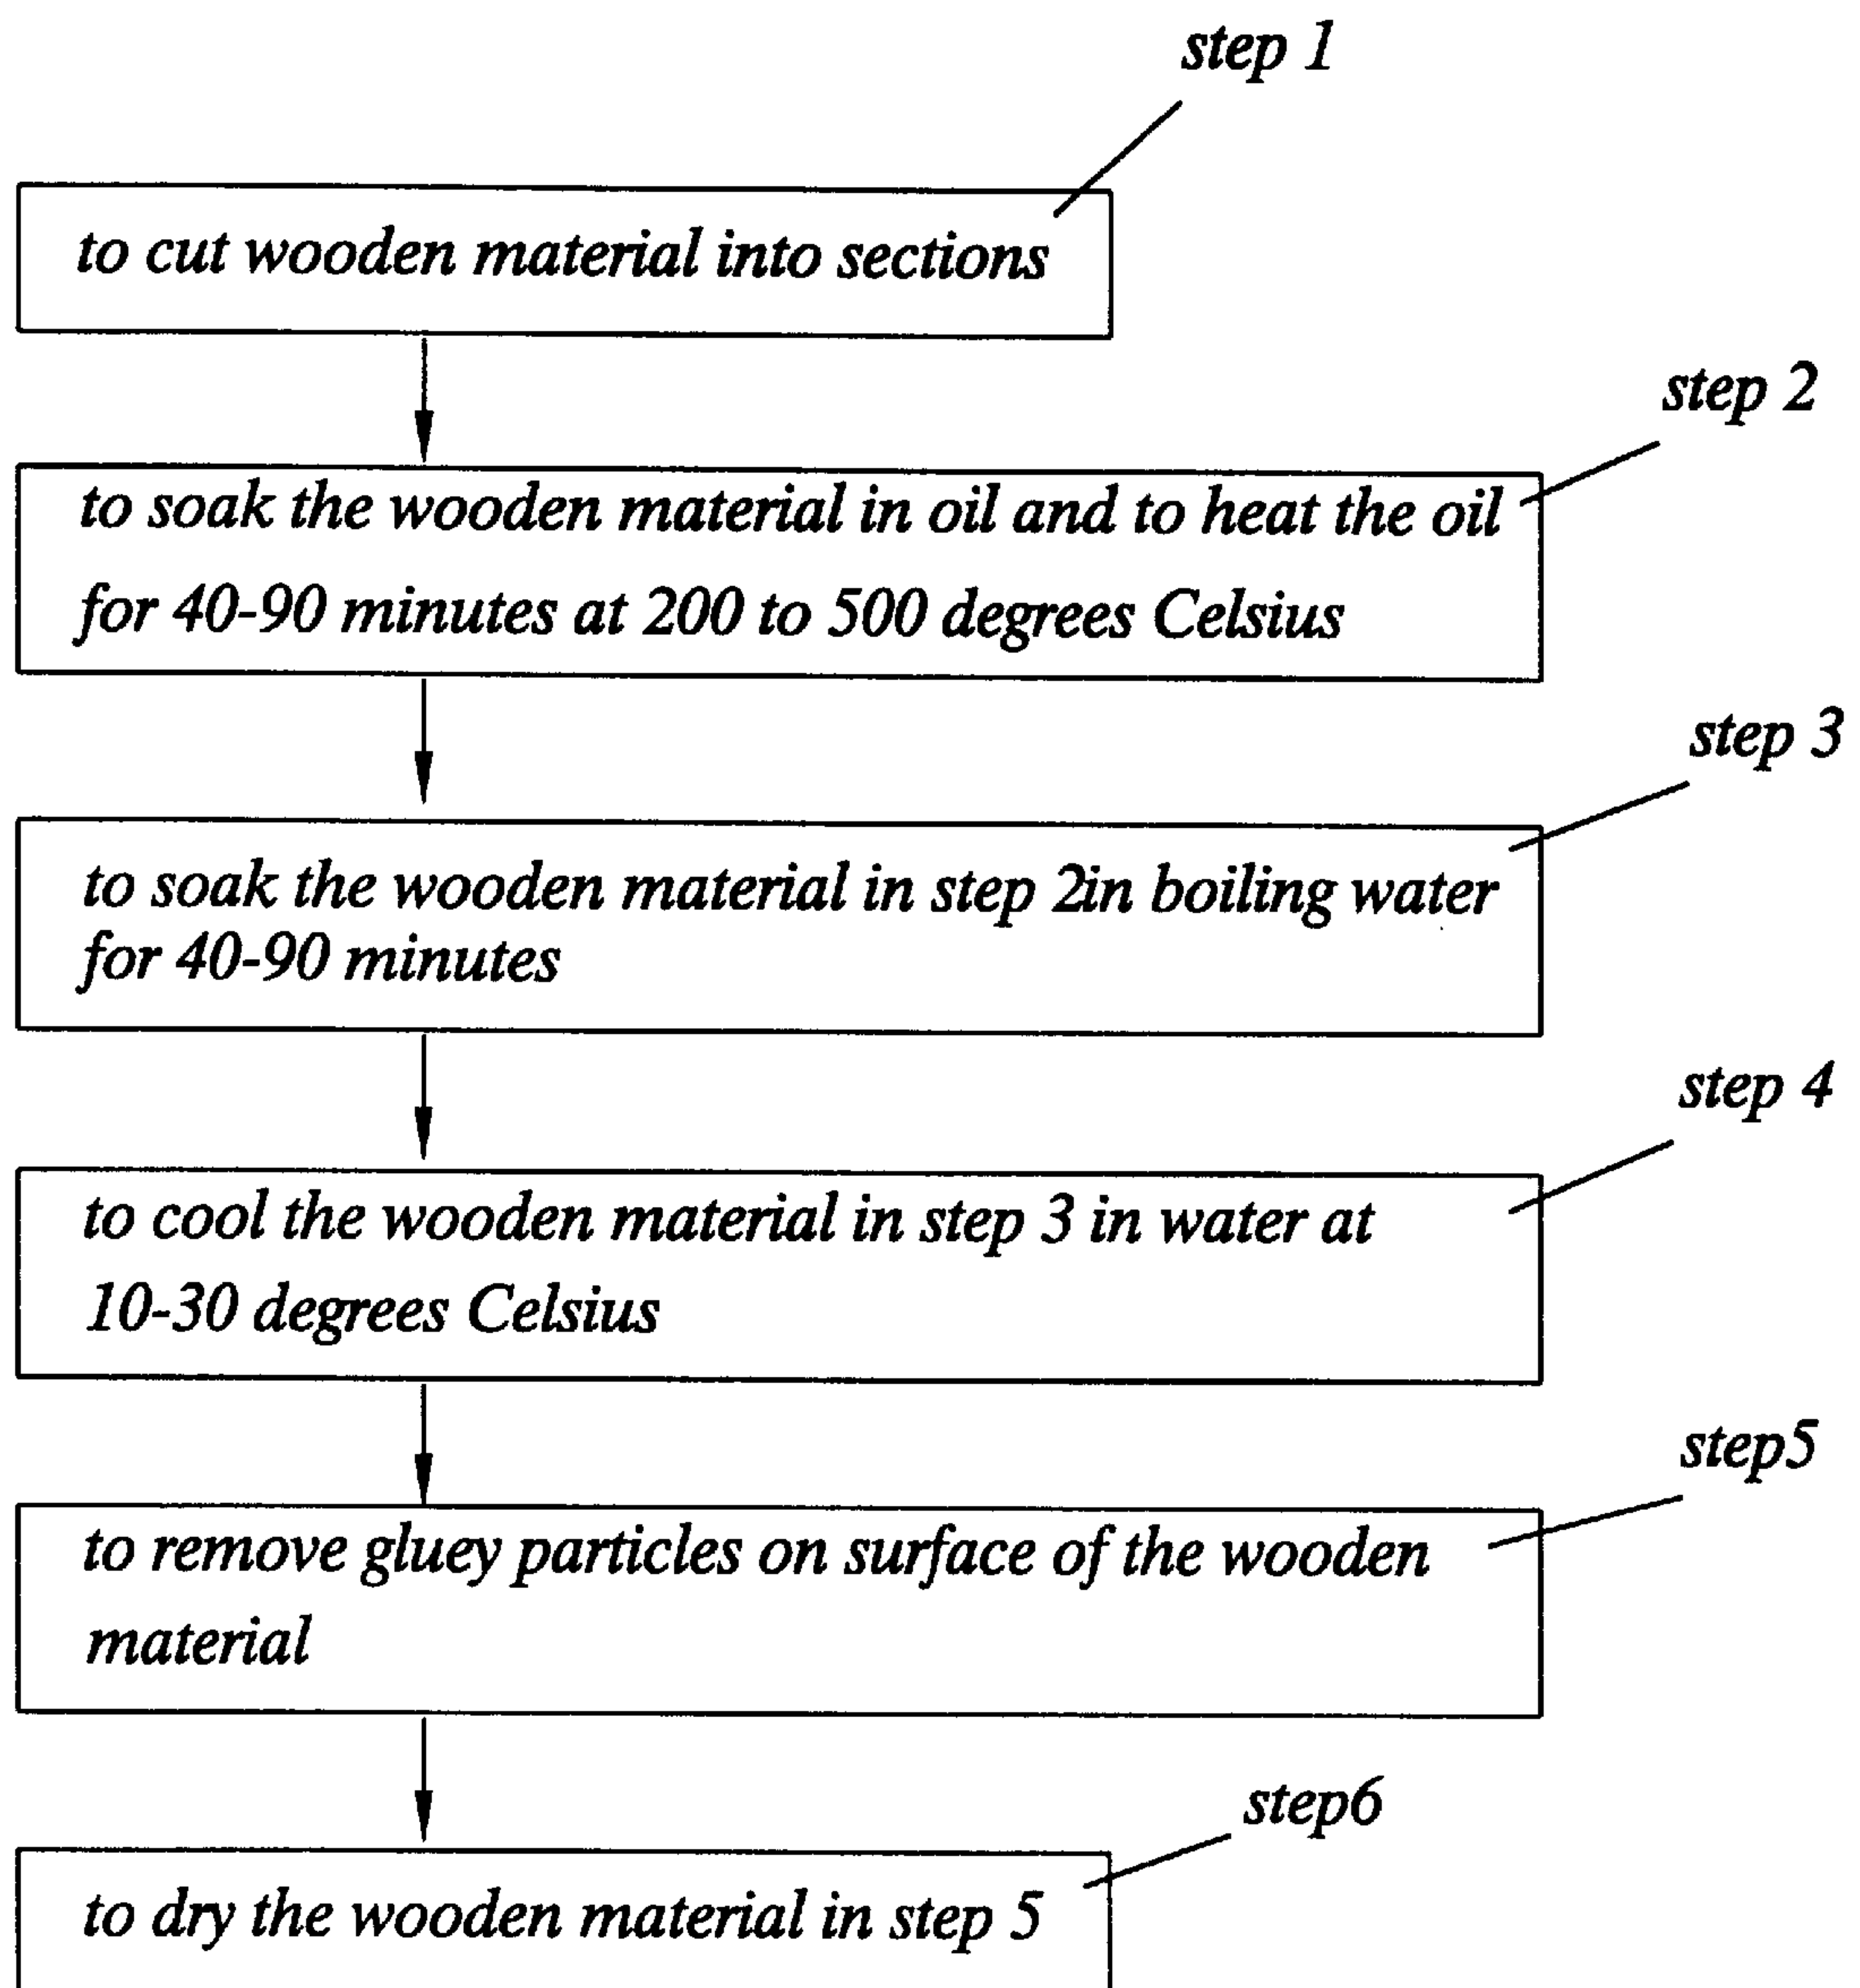 step 1
to cut wooden material into sections
step 2
to soak the wooden material in oil and to heat the oil
for 40-90 minutes at 200 to 500 degrees Celsius
step 3
to soak the wooden material in step 2in boiling water
for 40-90 minutes
step 4
to cool the wooden material in step 3 in water at
10-30 degrees Celsius
step5
to remove gluey particles on surface of the wooden
material
step6
to dry the wooden material in step 5